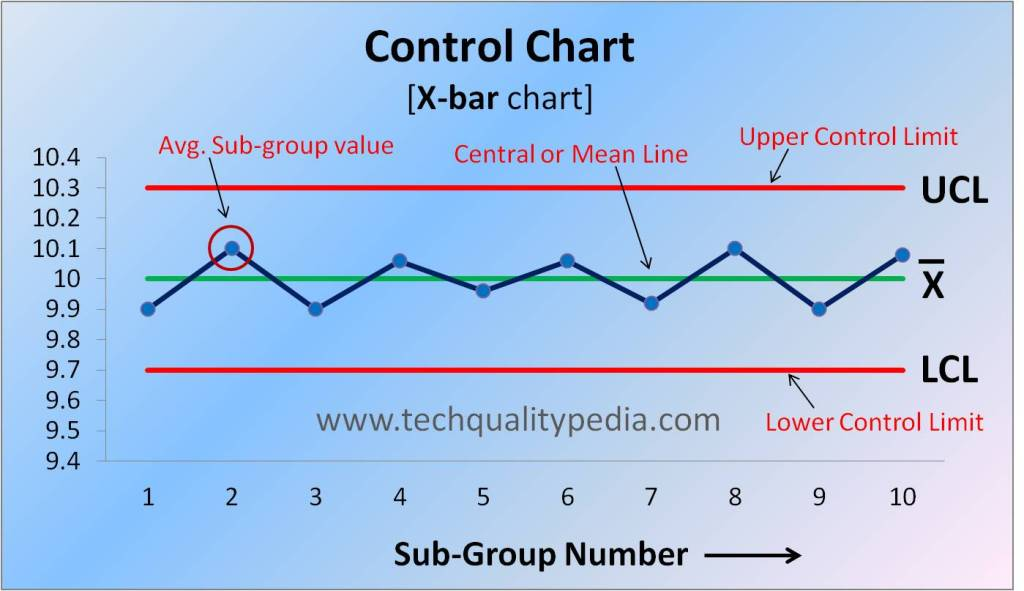 Control Chart
[X-bar chart]
Avg. Sub-group value
Central or Mean Line
Upper Control Limit
10.4
10.3
10.2
10.1
10
9.9
9.8
9.7
9.6
9.5
9.4
UCL
X̅
LCL
www.techqualitypedia.com
Lower Control Limit
1 2 3 4 5 6 7 8 9 10
Sub-Group Number